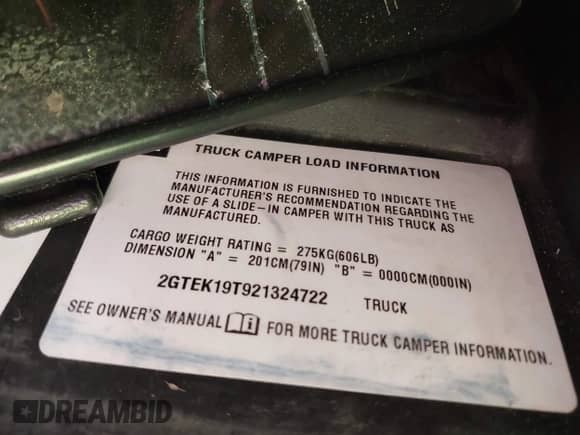 TRUCK CAMPER LOAD INFORMATION
THIS INFORMATION IS FURNISHED TO INDICATE THE
MANUFACTURER'S RECOMMENDATION REGARDING THE
USE OF A SLIDE-IN CAMPER WITH THIS TRUCK AS
MANUFACTURED.
CARGO WEIGHT RATING = 275KG(606LB)
DIMENSION "A" = 201CM(79IN) "B" = 0000CM(000IN)
2GTEK19T921324722 TRUCK
SEE OWNER'S MANUAL FOR MORE TRUCK CAMPER INFORMATION.
DREAMBID